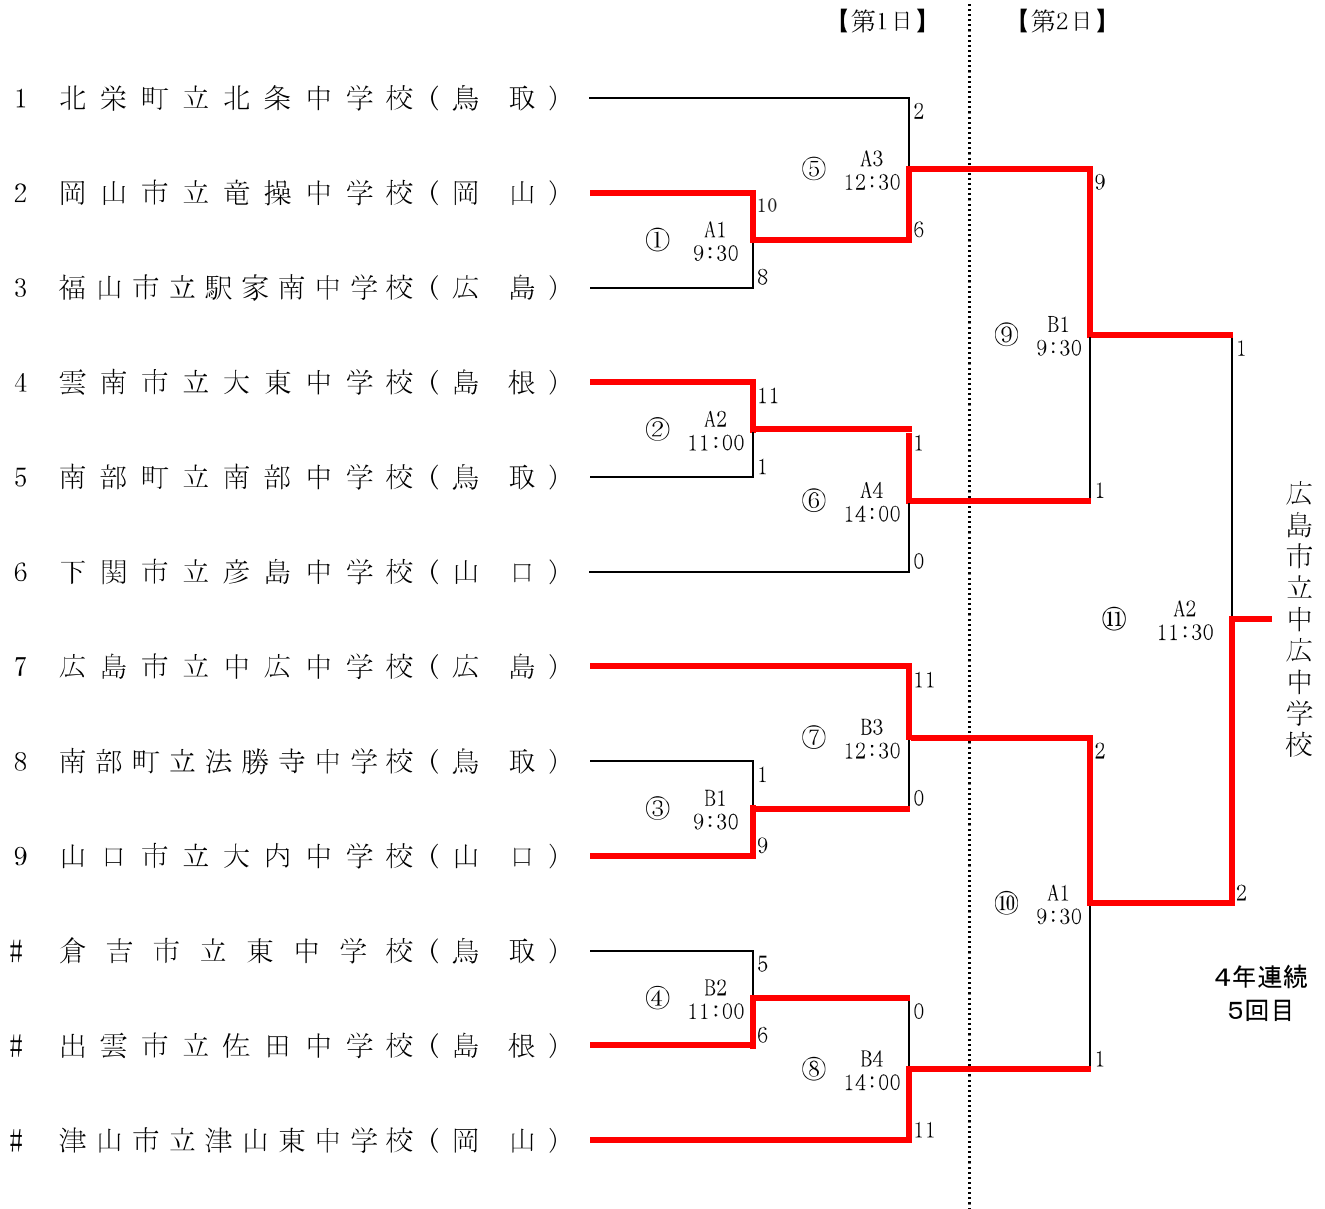 【第1日】 【第2日】
1 北栄町立北条中学校(鳥取)
2
⑤ A3
12:30
2 岡山市立竜操中学校(岡山)
9
10
① A1
9:30
6
3 福山市立駅家南中学校(広島)
8
⑨ B1
9:30
1
4 雲南市立大東中学校(島根)
11
② A2
11:00
1
5 南部町立南部中学校(鳥取)
1
⑥ A4
14:00
1
6 下関市立彦島中学校(山口)
0
⑪ A2
11:30
広島市立中広中学校
7 広島市立中広中学校(広島)
11
⑦ B3
12:30
2
8 南部町立法勝寺中学校(鳥取)
1
③ B1
9:30
0
9 山口市立大内中学校(山口)
9
⑩ A1
9:30
2
# 倉吉市立東中学校(鳥取)
5
④ B2
11:00
0
4年連続
5回目
# 出雲市立佐田中学校(島根)
6
⑧ B4
14:00
1
# 津山市立津山東中学校(岡山)
11